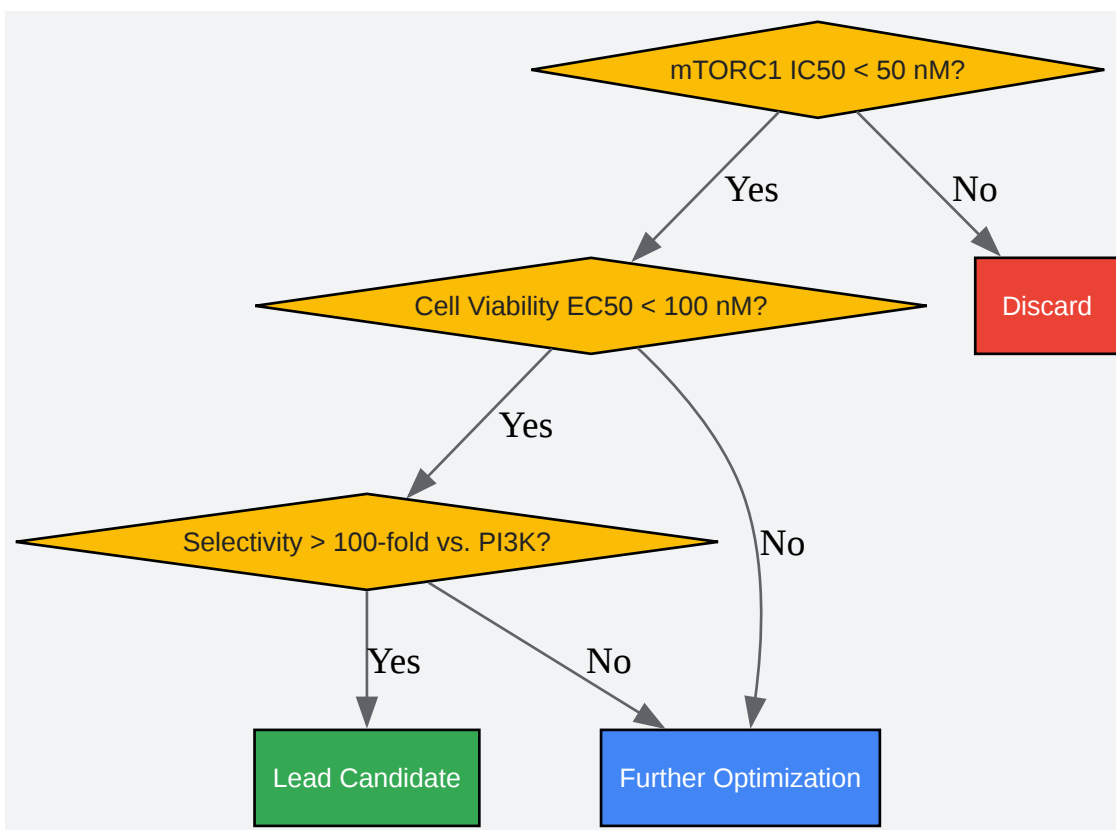 mTORC1 IC50 < 50 nM?
Yes
No
Cell Viability EC50 < 100 nM?
Discard
Yes
Selectivity > 100-fold vs. PI3K?
No
Yes
No
Lead Candidate
Further Optimization